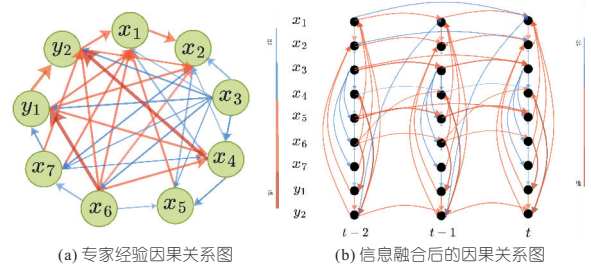 x₁
x₂
x₃
x₄
x₅
x₆
x₇
y₁
y₂
(a) 专家经验因果关系图
x₁
x₂
x₃
x₄
x₅
x₆
x₇
y₁
y₂
t − 2 t − 1 t
(b) 信息融合后的因果关系图